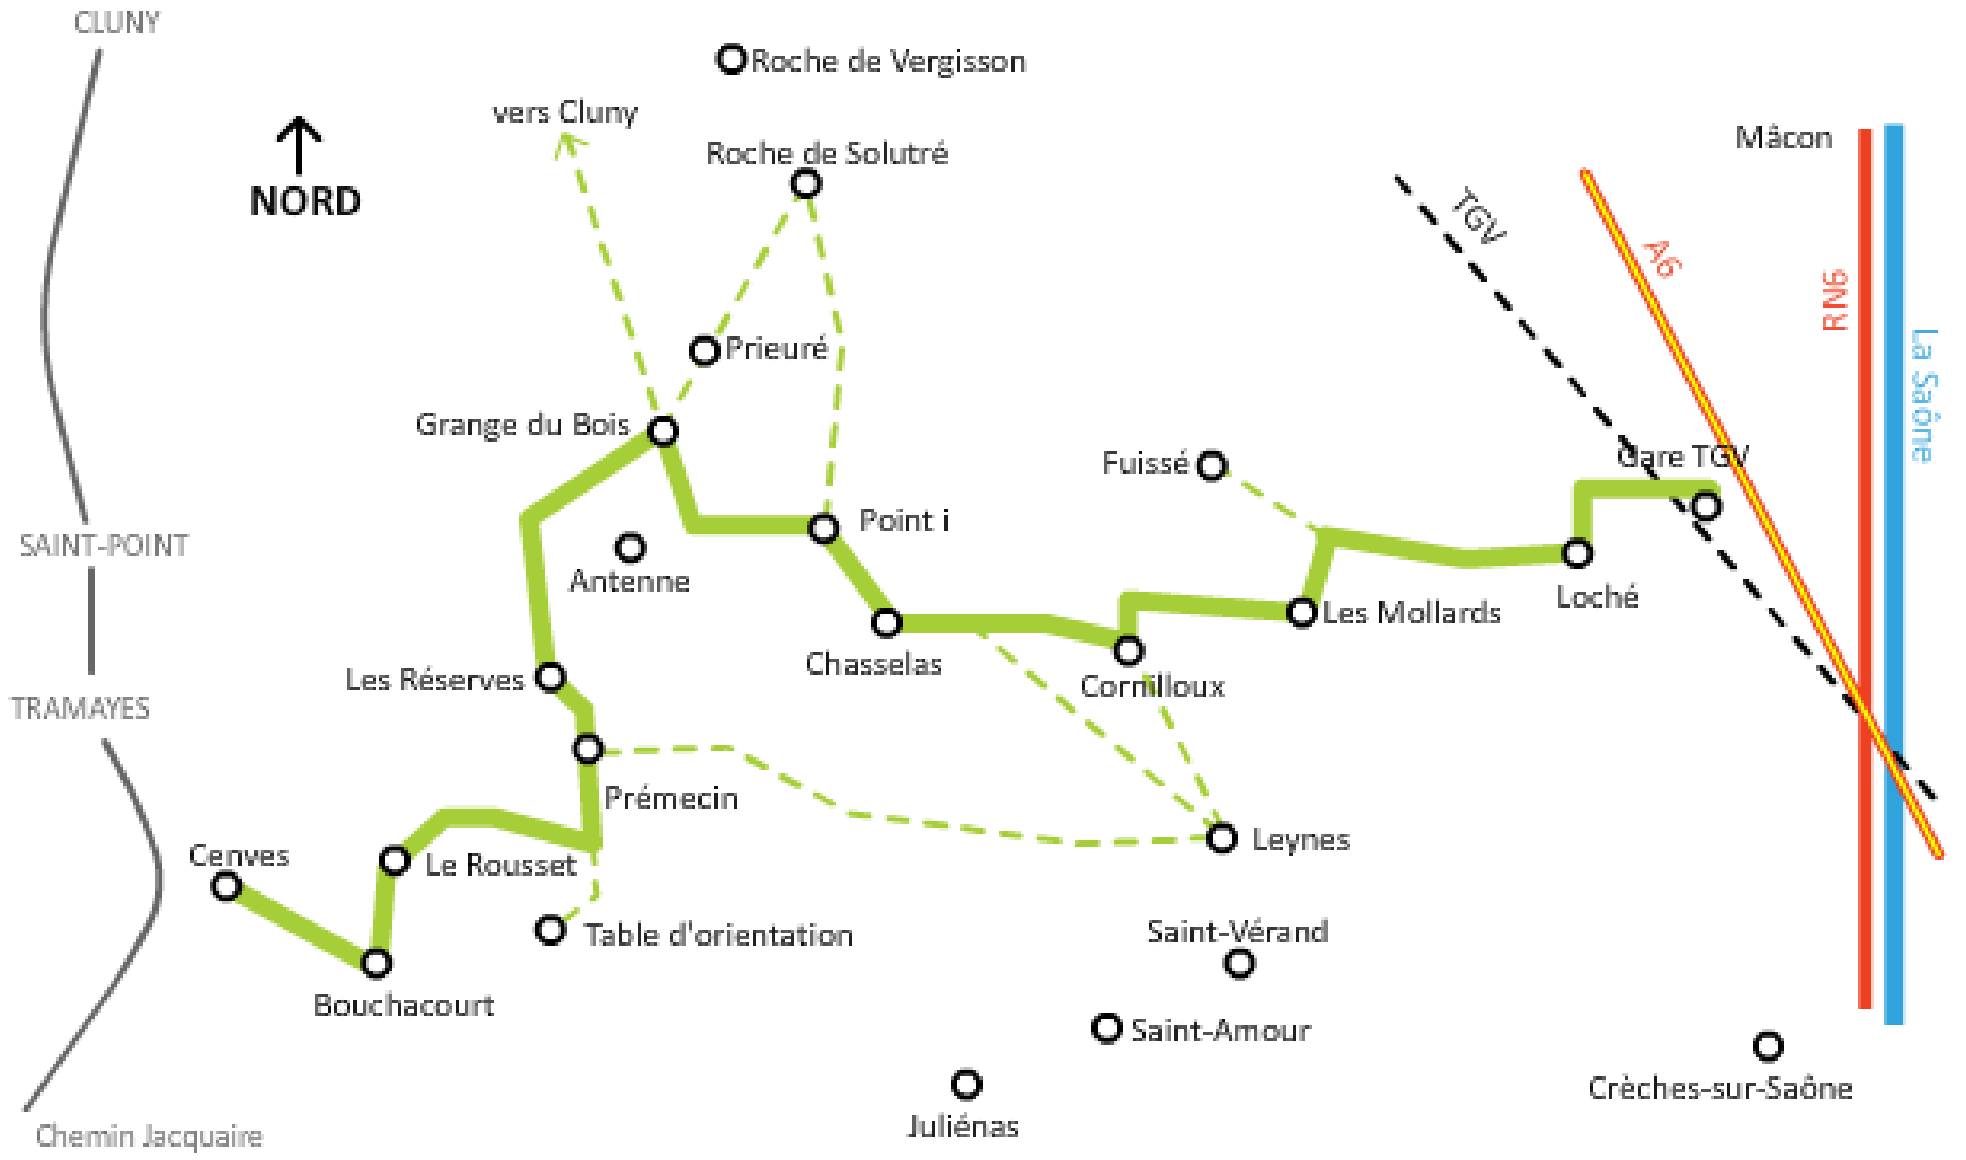 CLUNY
Roche de Vergisson
vers Cluny
Mâcon
Roche de Solutré
NORD
TGV
A6
RN6
Prieuré
La Saône
Grange du Bois
Fuissé
Gare TGV
Point i
SAINT-POINT
Antenne
Loché
Les Mollards
Chasselas
Les Réserves
Cornilloux
TRAMAYES
Prémecin
Leynes
Cenves
Le Rousset
Table d'orientation
Saint-Vérand
Bouchacourt
Saint-Amour
Crèches-sur-Saône
Juliénas
Chemin Jacquaire